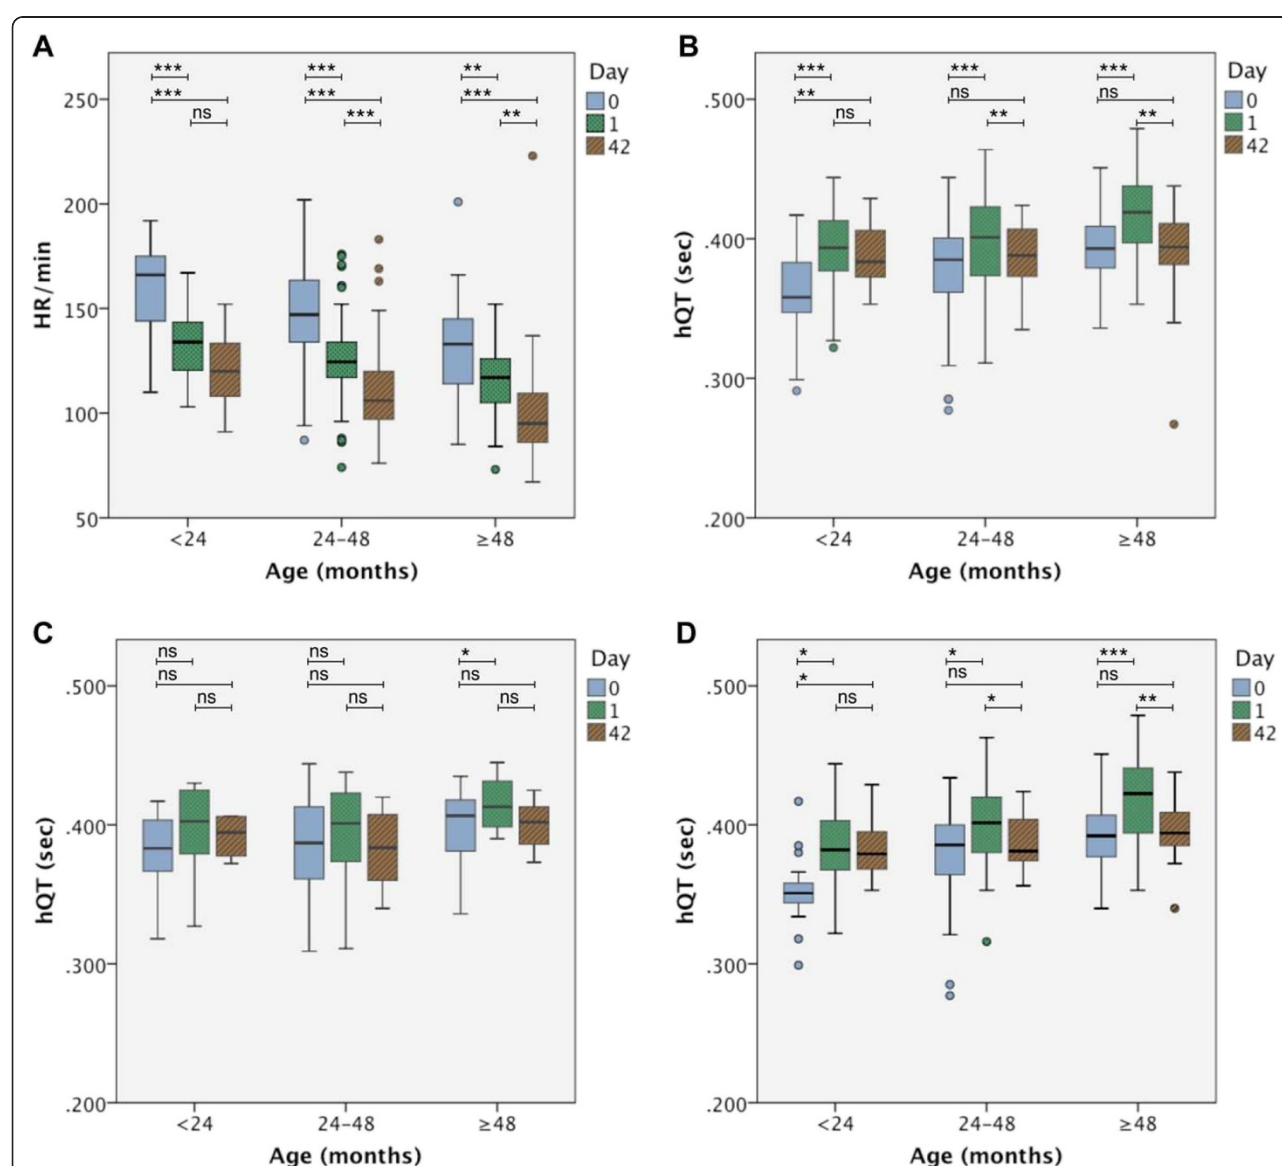 A
***
***
ns
***
***
***
**
***
**
Day
0
1
42
250
200
150
100
50
HR/min
<24
24-48
≥48
Age (months)
B
***
**
ns
***
ns
**
***
ns
**
Day
0
1
42
.500
.400
.300
.200
hQT (sec)
<24
24-48
≥48
Age (months)
C
ns
ns
ns
ns
ns
ns
*
ns
ns
Day
0
1
42
.500
.400
.300
.200
hQT (sec)
<24
24-48
≥48
Age (months)
D
*
*
ns
*
ns
*
***
ns
**
Day
0
1
42
.500
.400
.300
.200
hQT (sec)
<24
24-48
≥48
Age (months)